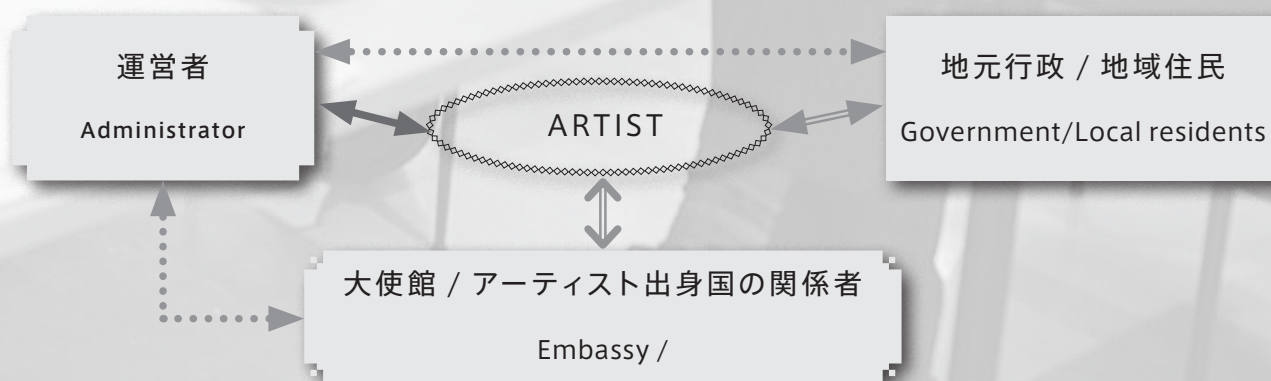 運営者
Administrator
ARTIST
地元行政 / 地域住民
Government/Local residents
大使館 / アーティスト出身国の関係者
Embassy /